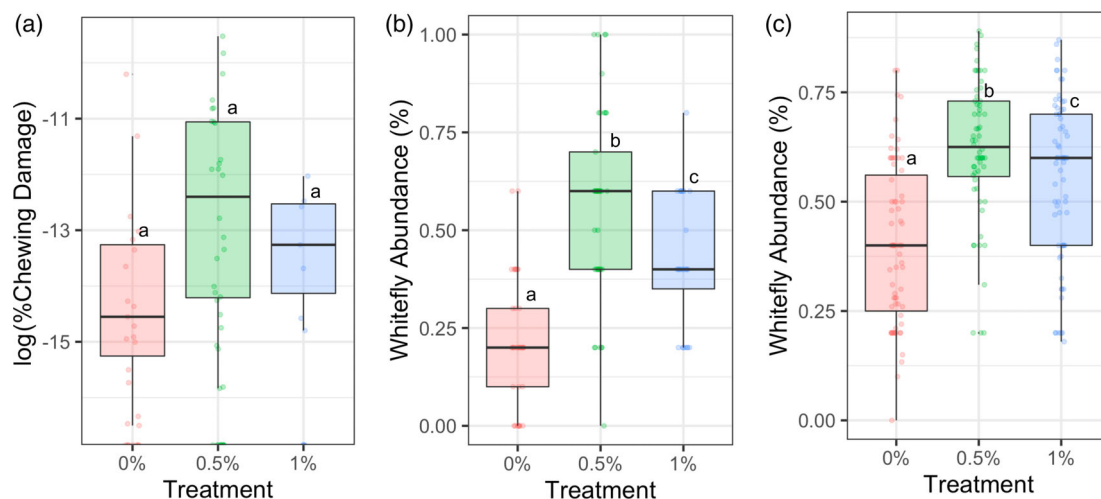 (a)
log(%Chewing Damage)
-11
-13
-15
a
a
a
0%
0.5%
1%
Treatment
(b)
Whitefly Abundance (%)
1.00
0.75
0.50
0.25
0.00
a
b
c
0%
0.5%
1%
Treatment
(c)
Whitefly Abundance (%)
0.75
0.50
0.25
0.00
a
b
c
0%
0.5%
1%
Treatment